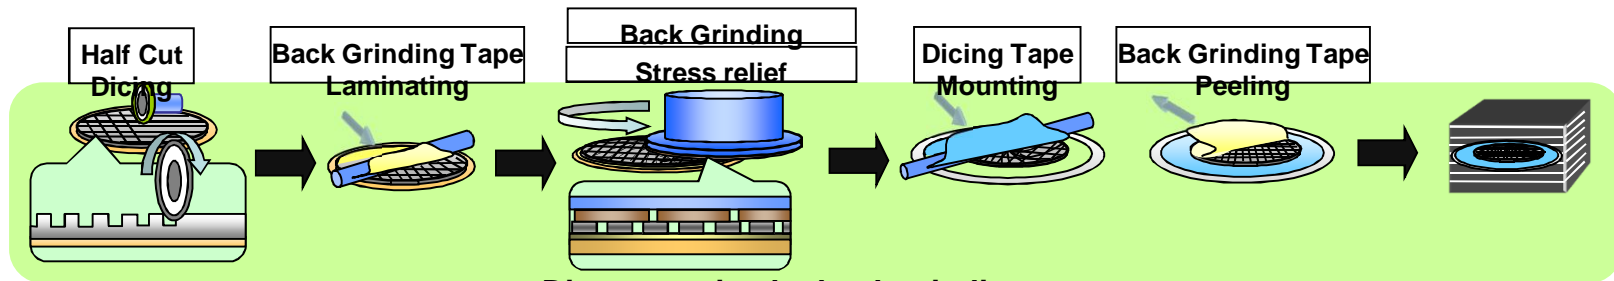 Half Cut
Dicing
Back Grinding Tape
Laminating
Back Grinding
Stress relief
Dicing Tape
Mounting
Back Grinding Tape
Peeling